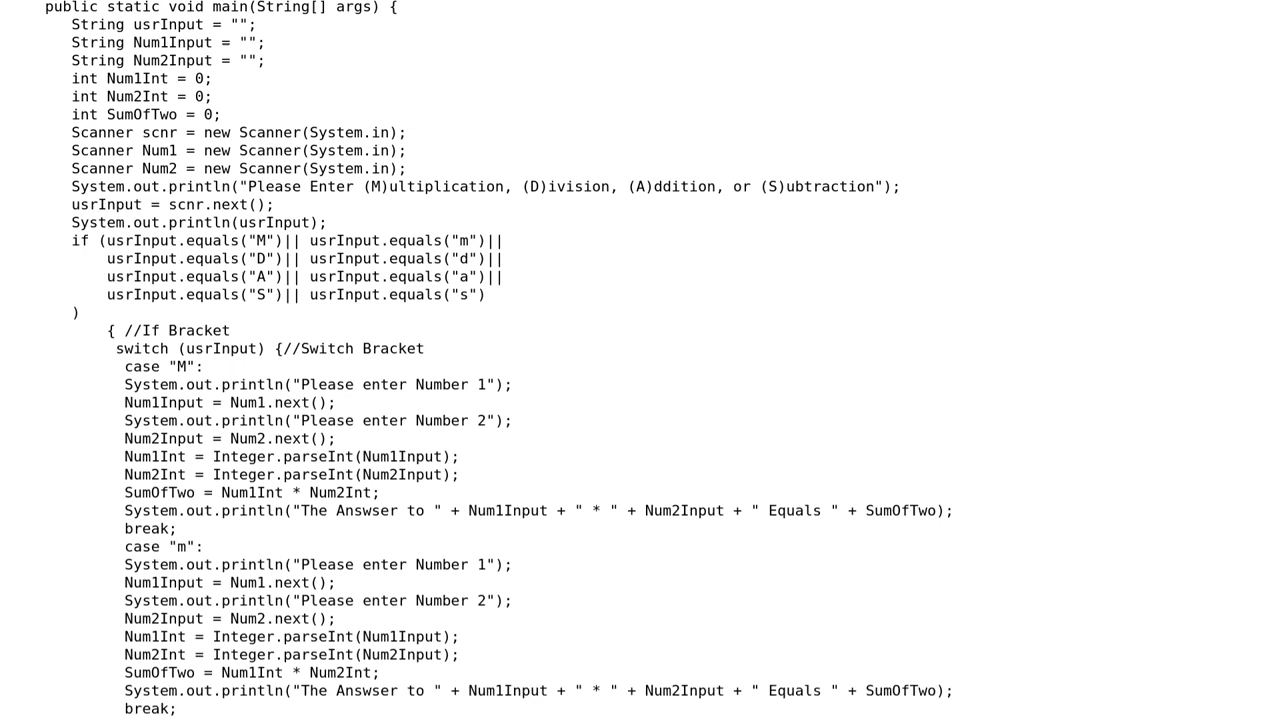 public static void main(String[] args) {
String usrInput = "";
String Num1Input = "";
String Num2Input = "";
int Num1Int = 0;
int Num2Int = 0;
int SumOfTwo = 0;
Scanner scnr = new Scanner(System.in);
Scanner Num1 = new Scanner(System.in);
Scanner Num2 = new Scanner(System.in);
System.out.println("Please Enter (M)ultiplication, (D)ivision, (A)ddition, or (S)ubtraction");
usrInput = scnr.next();
System.out.println(usrInput);
if (usrInput.equals("M")|| usrInput.equals("m")||
usrInput.equals("D")|| usrInput.equals("d")||
usrInput.equals("A")|| usrInput.equals("a")||
usrInput.equals("S")|| usrInput.equals("s")
)
{ //If Bracket
switch (usrInput) {//Switch Bracket
case "M":
System.out.println("Please enter Number 1");
Num1Input = Num1.next();
System.out.println("Please enter Number 2");
Num2Input = Num2.next();
Num1Int = Integer.parseInt(Num1Input);
Num2Int = Integer.parseInt(Num2Input);
SumOfTwo = Num1Int * Num2Int;
System.out.println("The Answser to " + Num1Input + " * " + Num2Input + " Equals " + SumOfTwo);
break;
case "m":
System.out.println("Please enter Number 1");
Num1Input = Num1.next();
System.out.println("Please enter Number 2");
Num2Input = Num2.next();
Num1Int = Integer.parseInt(Num1Input);
Num2Int = Integer.parseInt(Num2Input);
SumOfTwo = Num1Int * Num2Int;
System.out.println("The Answser to " + Num1Input + " * " + Num2Input + " Equals " + SumOfTwo);
break;